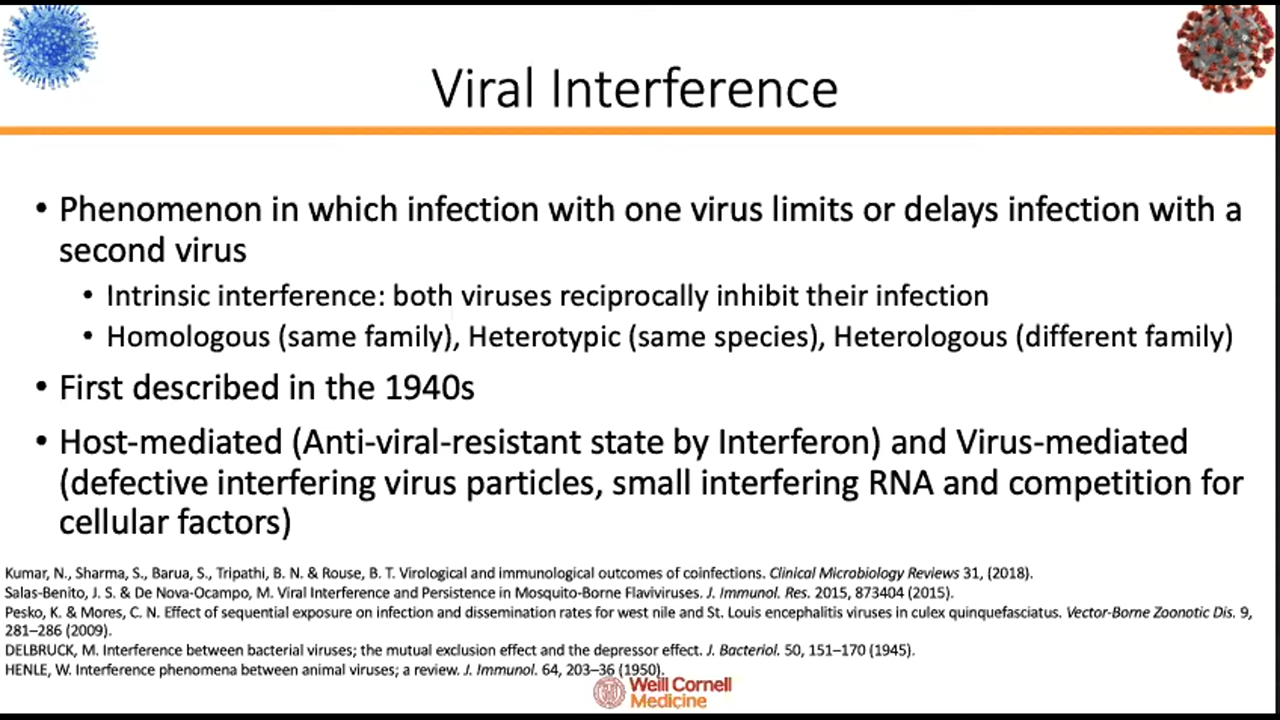 Viral Interference
• Phenomenon in which infection with one virus limits or delays infection with a
second virus
• Intrinsic interference: both viruses reciprocally inhibit their infection
• Homologous (same family), Heterotypic (same species), Heterologous (different family)
• First described in the 1940s
• Host-mediated (Anti-viral-resistant state by Interferon) and Virus-mediated
(defective interfering virus particles, small interfering RNA and competition for
cellular factors)
Kumar, N., Sharma, S., Barua, S., Tripathi, B. N. & Rouse, B. T. Virological and immunological outcomes of coinfections. Clinical Microbiology Reviews 31, (2018).
Salas-Benito, J. S. & De Nova-Ocampo, M. Viral Interference and Persistence in Mosquito-Borne Flaviviruses. J. Immunol. Res. 2015, 873404 (2015).
Pesko, K. & Mores, C. N. Effect of sequential exposure on infection and dissemination rates for west nile and St. Louis encephalitis viruses in culex quinquefasciatus. Vector-Borne Zoonotic Dis. 9,
281–286 (2009).
DELBRUCK, M. Interference between bacterial viruses; the mutual exclusion effect and the depressor effect. J. Bacteriol. 50, 151–170 (1945).
HENLE, W. Interference phenomena between animal viruses; a review. J. Immunol. 64, 203–36 (1950).
Weill Cornell
Medicine